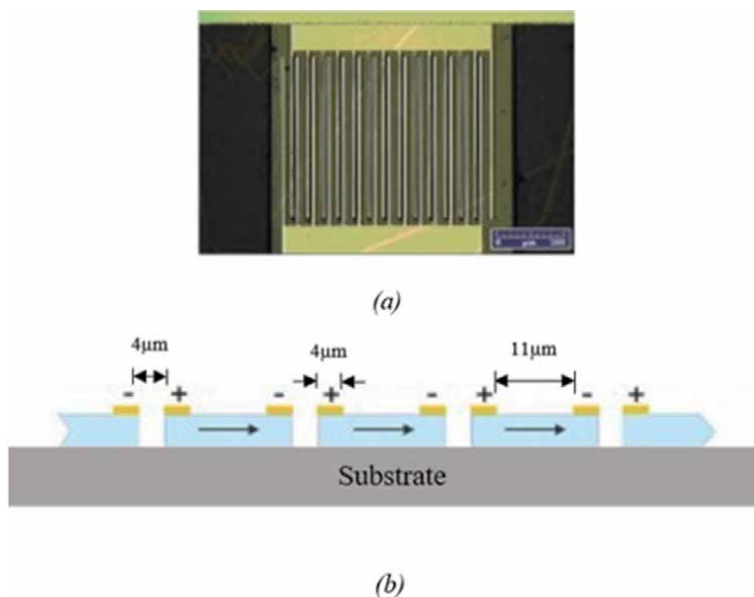 (a)
4μm
4μm
11μm
- + - + - + - +
Substrate
(b)